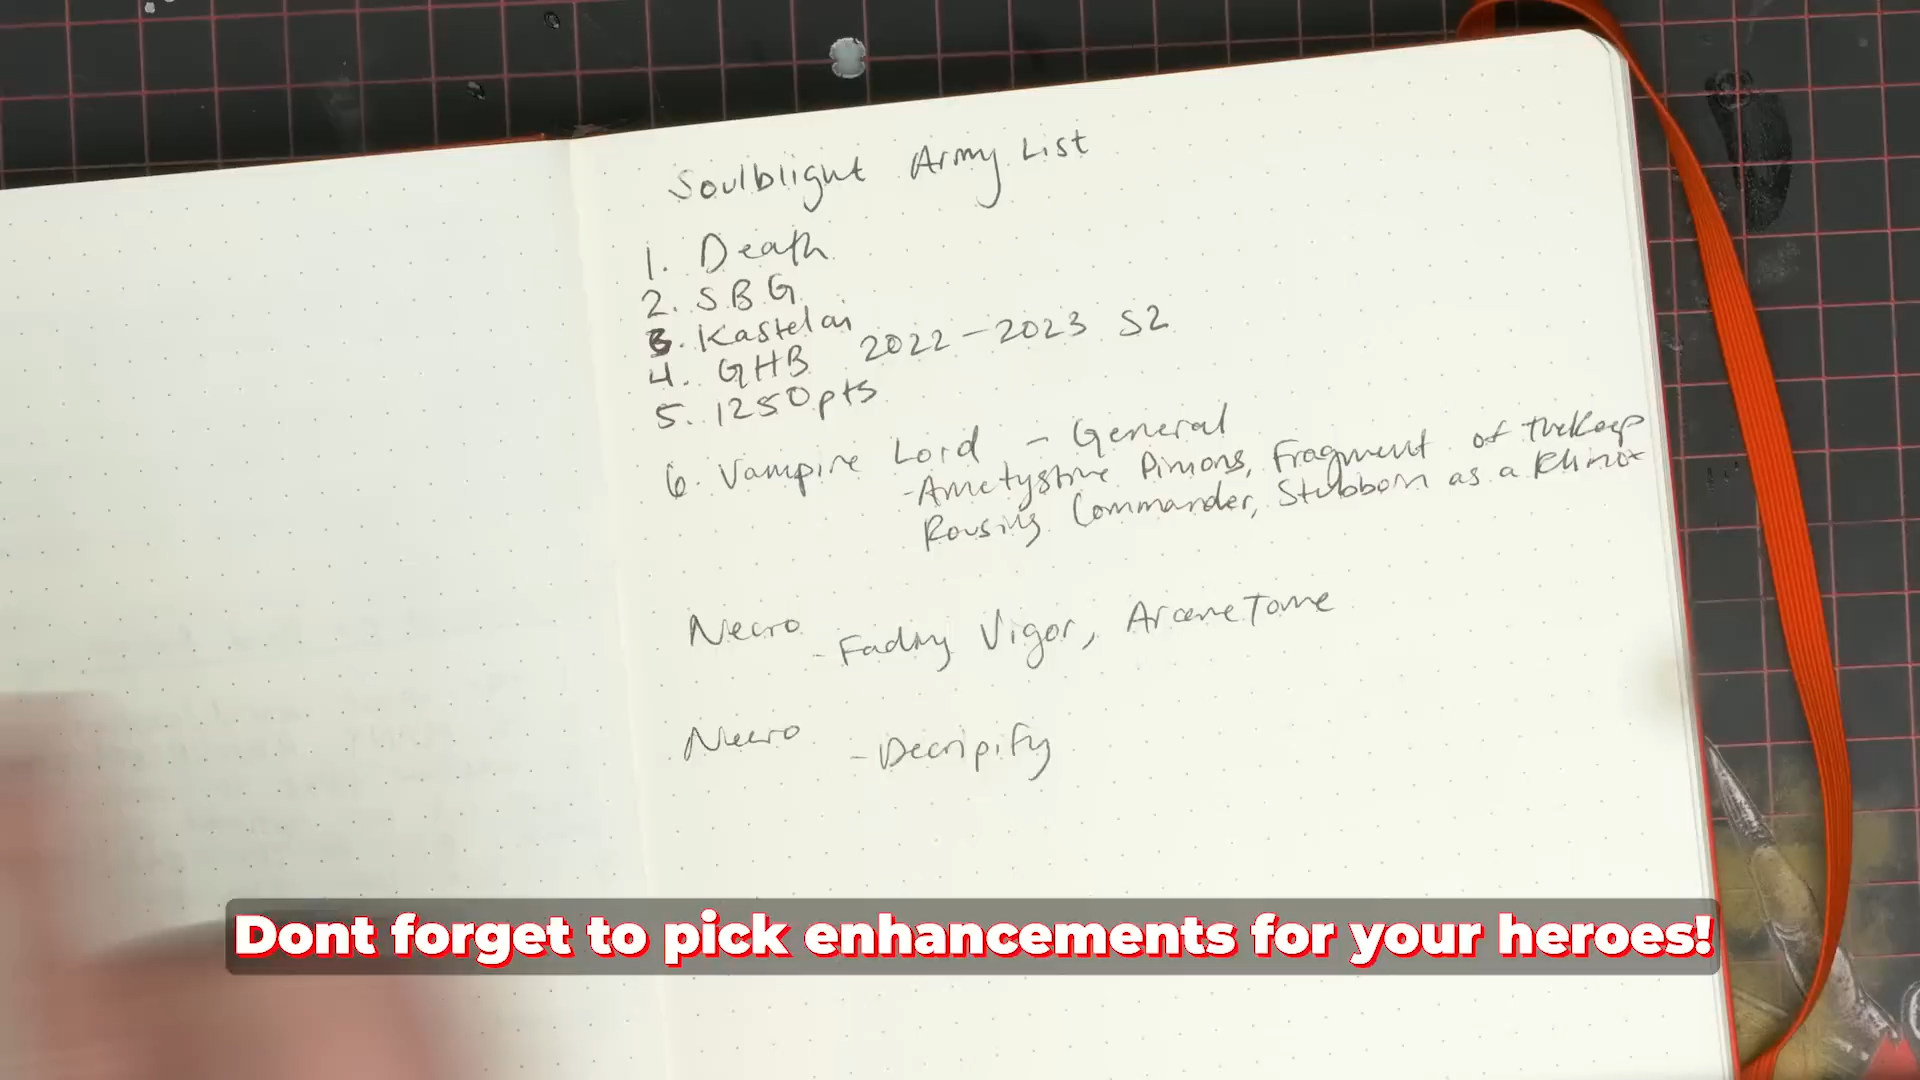 Soulblight Army List
1. Death
2. SBG
3. Kastelai
4. GHB 2022-2023 S2
5. 1250pts
6. Vampire Lord - General
- Ametystine Pinions, Fragment of the Keep
Rousing Commander, Stubborn as a Rhinox
Necro
- Fading Vigor, Arcane Tome
Necro - Decripify
Dont forget to pick enhancements for your heroes!